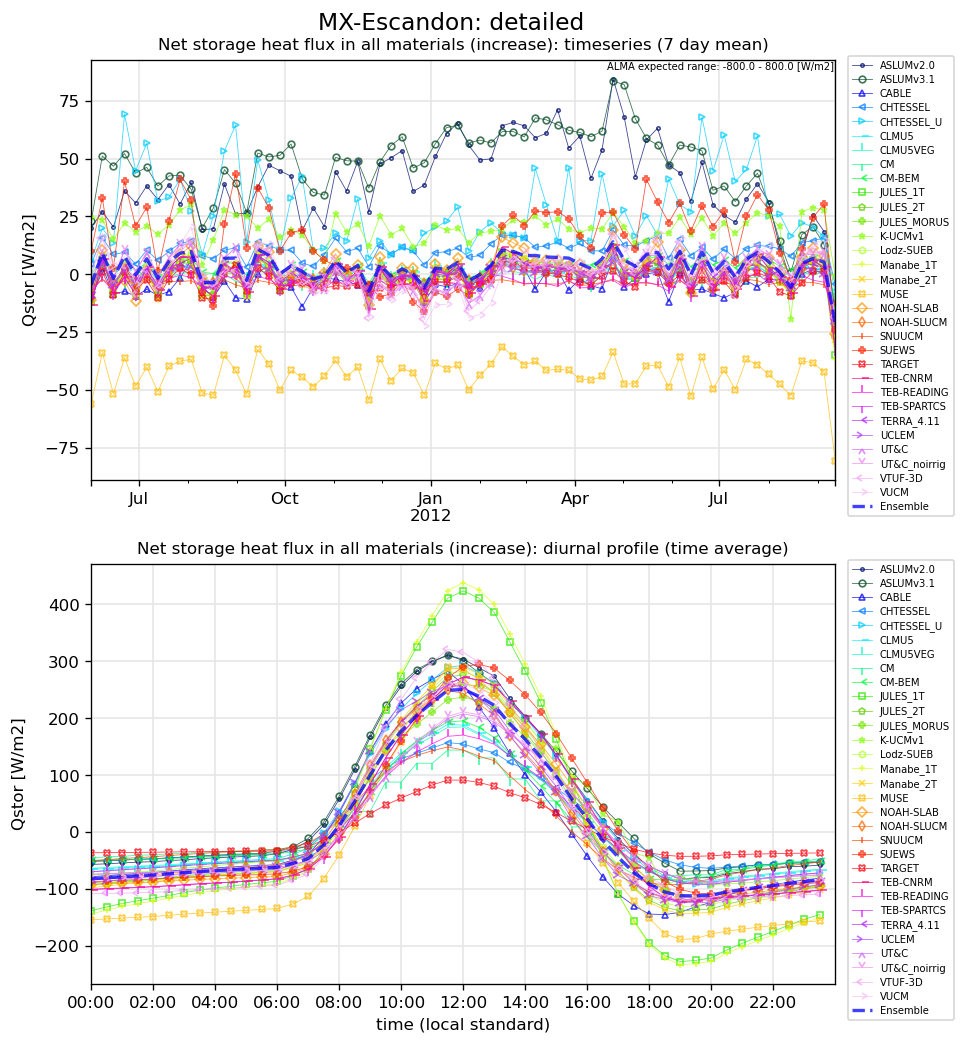 MX-Escandon: detailed
Net storage heat flux in all materials (increase): timeseries (7 day mean)
ALMA expected range: -800.0 - 800.0 [W/m2]
Qstor [W/m2]
75
50
25
0
−25
−50
−75
Jul
Oct
Jan
2012
Apr
Jul
ASLUMv2.0
ASLUMv3.1
CABLE
CHTESSEL
CHTESSEL_U
CLMU5
CLMU5VEG
CM
CM-BEM
JULES_1T
JULES_2T
JULES_MORUS
K-UCMv1
Lodz-SUEB
Manabe_1T
Manabe_2T
MUSE
NOAH-SLAB
NOAH-SLUCM
SNUUCM
SUEWS
TARGET
TEB-CNRM
TEB-READING
TEB-SPARTCS
TERRA_4.11
UCLEM
UT&C
UT&C_noirrig
VTUF-3D
VUCM
Ensemble
Net storage heat flux in all materials (increase): diurnal profile (time average)
Qstor [W/m2]
400
300
200
100
0
−100
−200
00:00
02:00
04:00
06:00
08:00
10:00
12:00
14:00
16:00
18:00
20:00
22:00
time (local standard)
ASLUMv2.0
ASLUMv3.1
CABLE
CHTESSEL
CHTESSEL_U
CLMU5
CLMU5VEG
CM
CM-BEM
JULES_1T
JULES_2T
JULES_MORUS
K-UCMv1
Lodz-SUEB
Manabe_1T
Manabe_2T
MUSE
NOAH-SLAB
NOAH-SLUCM
SNUUCM
SUEWS
TARGET
TEB-CNRM
TEB-READING
TEB-SPARTCS
TERRA_4.11
UCLEM
UT&C
UT&C_noirrig
VTUF-3D
VUCM
Ensemble